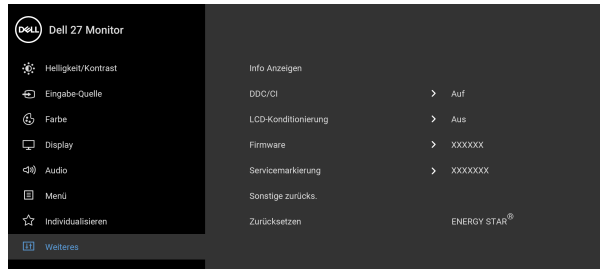 DELL Dell 27 Monitor
Helligkeit/Kontrast
Eingabe-Quelle
Farbe
Display
Audio
Menü
Individualisieren
Weiteres
Info Anzeigen
DDC/CI > Auf
LCD-Konditionierung > Aus
Firmware > XXXXXX
Servicemarkierung > XXXXXXX
Sonstige zurücks.
Zurücksetzen ENERGY STAR®